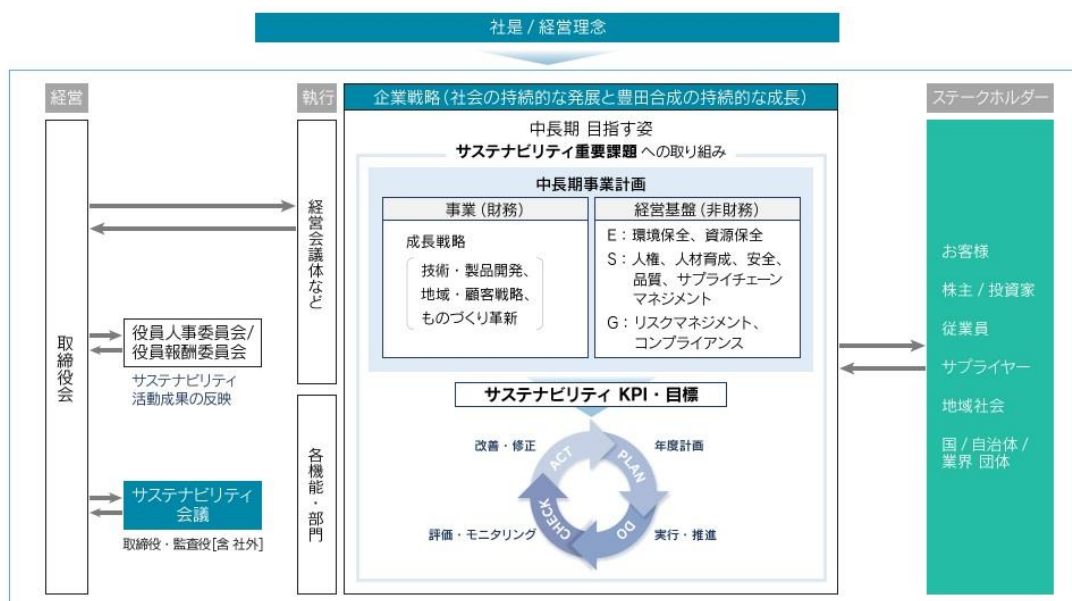 社是 / 経営理念
経営
執行
企業戦略(社会の持続的な発展と豊田合成の持続的な成長)
ステークホルダー
取締役会
役員人事委員会/
役員報酬委員会
サステナビリティ
活動成果の反映
サステナビリティ
会議
取締役・監査役[含 社外]
経営会議体など
各機能・部門
中長期 目指す姿
サステナビリティ重要課題 への取り組み
中長期事業計画
事業 (財務)
成長戦略
技術・製品開発、
地域・顧客戦略、
ものづくり革新
経営基盤 (非財務)
E：環境保全、資源保全
S：人権、人材育成、安全、
品質、サプライチェーン
マネジメント
G：リスクマネジメント、
コンプライアンス
サステナビリティ KPI・目標
改善・修正
ACT
PLAN
年度計画
評価・モニタリング
CHECK
DO
実行・推進
お客様
株主 / 投資家
従業員
サプライヤー
地域社会
国 / 自治体 /
業界 団体